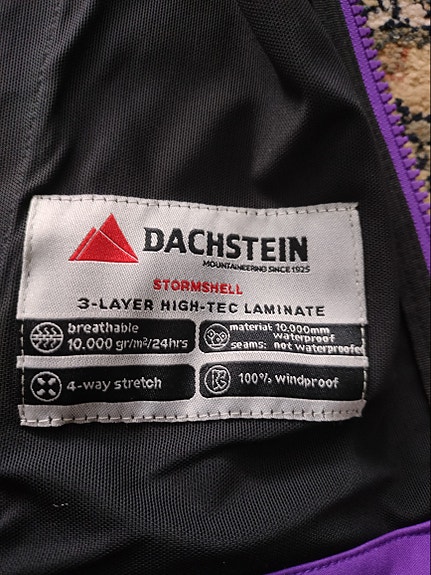 DACHSTEIN
MOUNTAINEERING SINCE 1925
STORMSHELL
3-LAYER HIGH-TEC LAMINATE
breathable
10.000 gr/m²/24hrs
material: 10.000mm
waterproof
seams: not waterproofed
4-way stretch
100% windproof